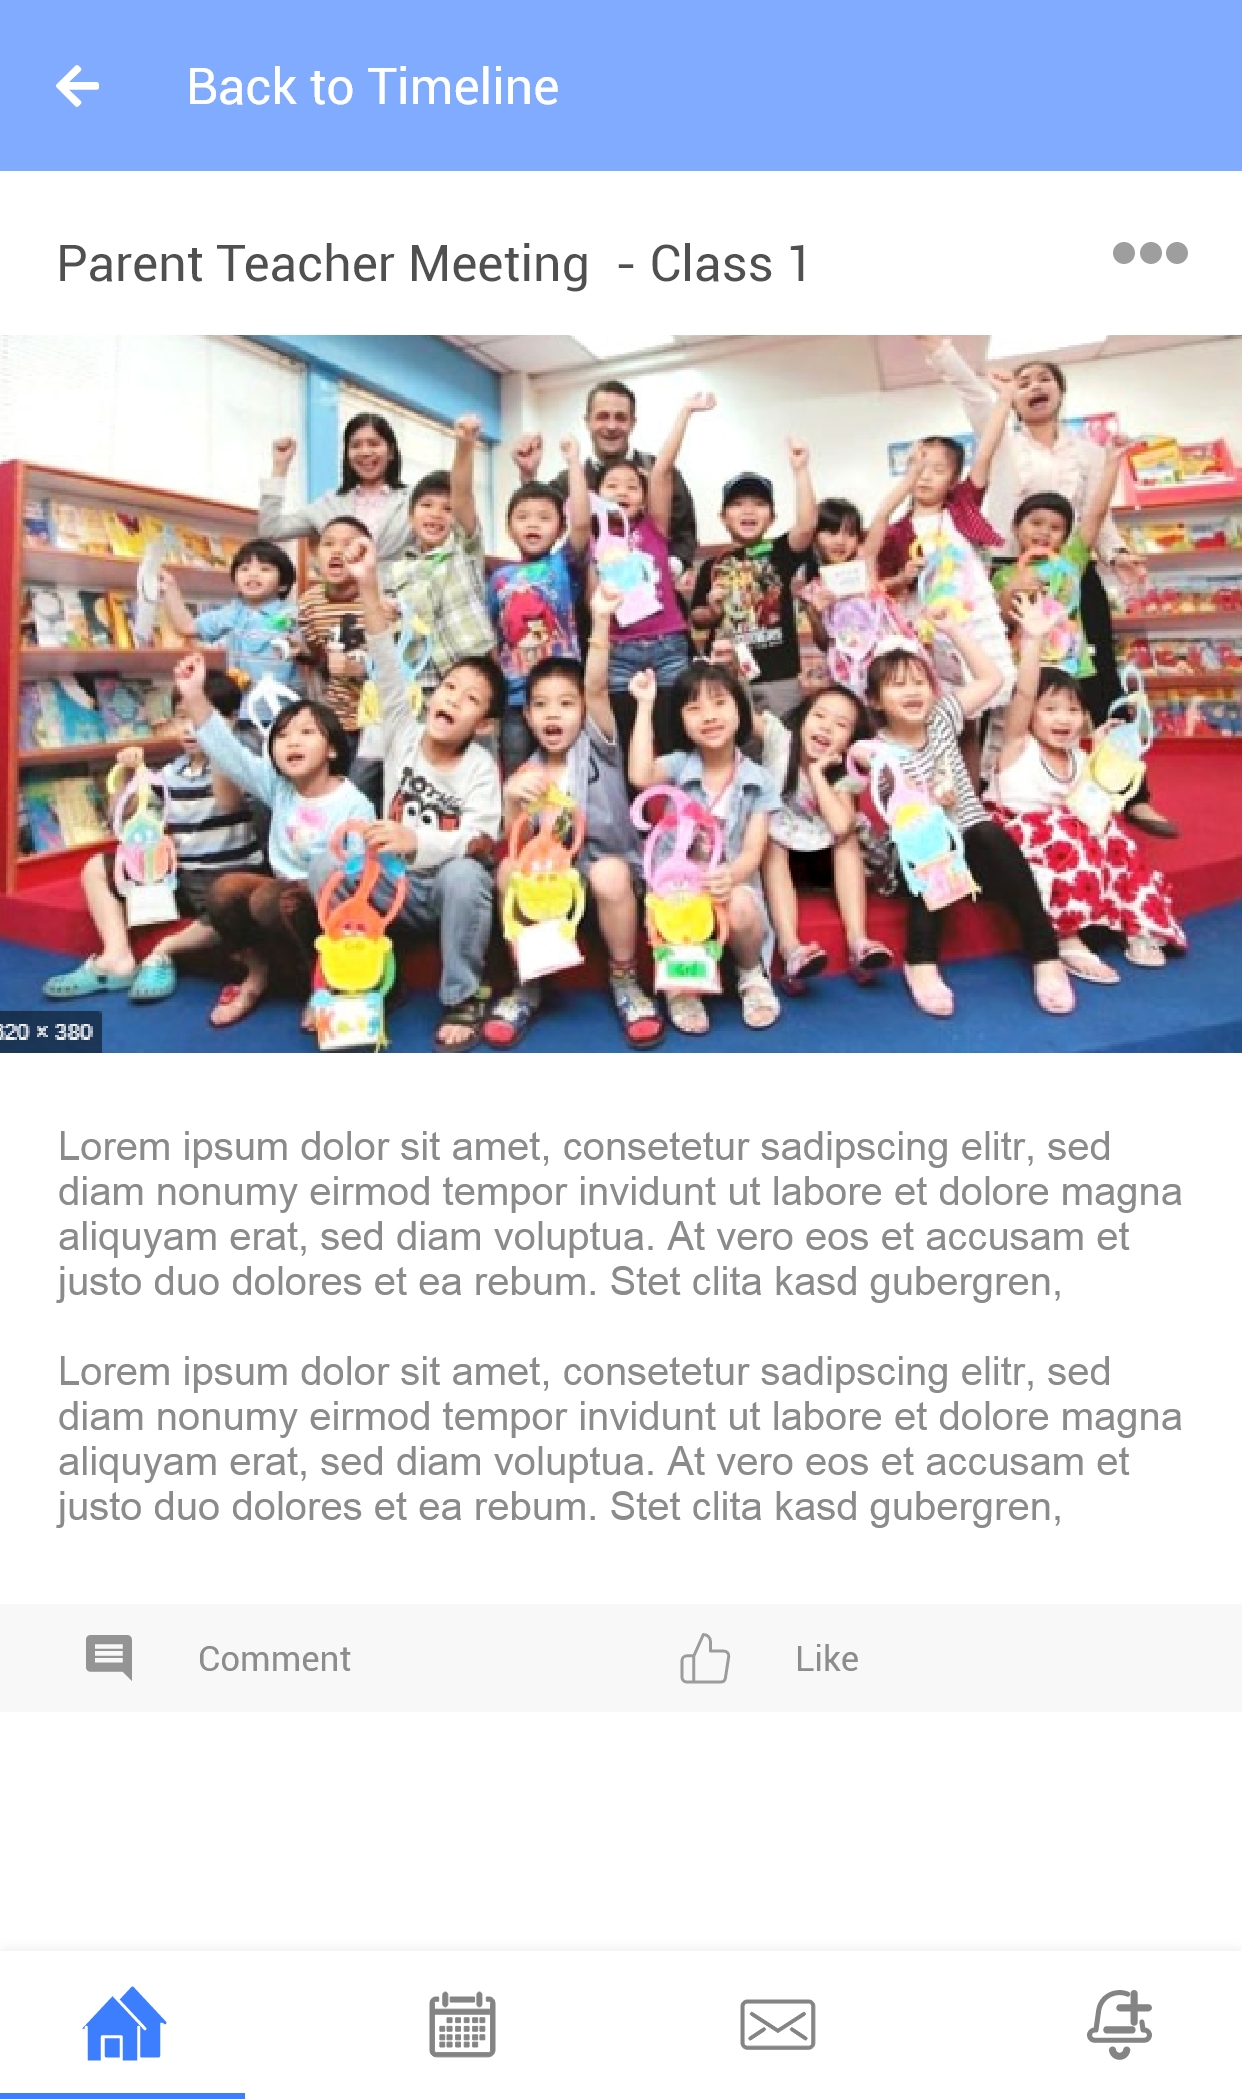 Back to Timeline
Parent Teacher Meeting - Class 1
620 × 380
Lorem ipsum dolor sit amet, consetetur sadipscing elitr, sed
diam nonumy eirmod tempor invidunt ut labore et dolore magna
aliquyam erat, sed diam voluptua. At vero eos et accusam et
justo duo dolores et ea rebum. Stet clita kasd gubergren,
Lorem ipsum dolor sit amet, consetetur sadipscing elitr, sed
diam nonumy eirmod tempor invidunt ut labore et dolore magna
aliquyam erat, sed diam voluptua. At vero eos et accusam et
justo duo dolores et ea rebum. Stet clita kasd gubergren,
Comment
Like